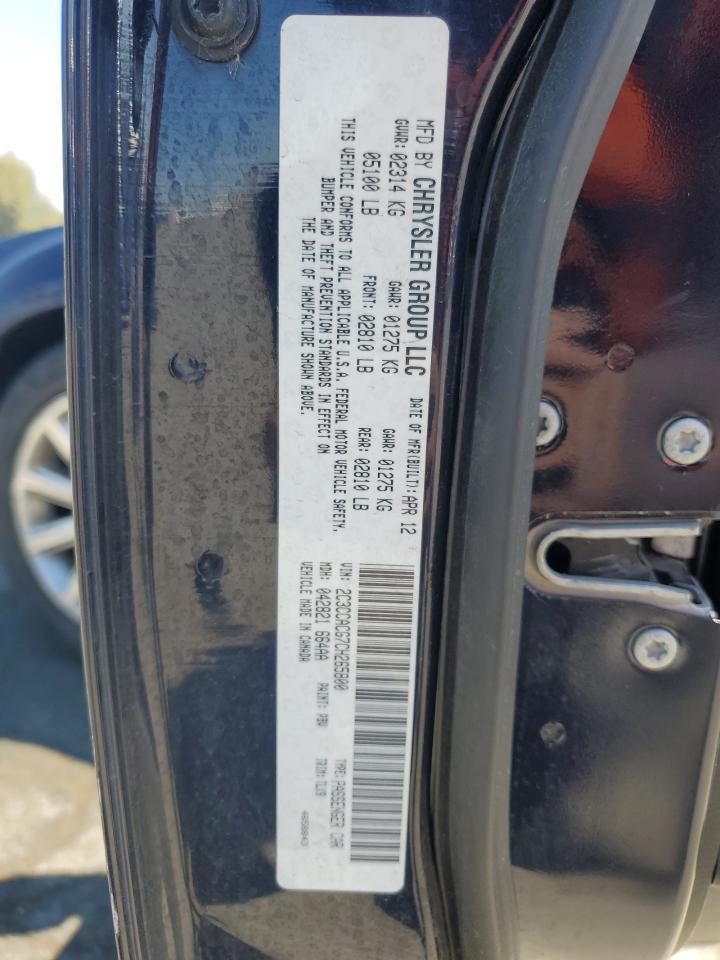 MFD BY CHRYSLER GROUP LLC DATE OF MFR(BUILT): APR 12
GVWR: 02314 KG GAWR: 01275 KG GAWR: 01275 KG
05100 LB FRONT: 02810 LB REAR: 02810 LB
THIS VEHICLE CONFORMS TO ALL APPLICABLE U.S.A. FEDERAL MOTOR VEHICLE SAFETY,
BUMPER AND THEFT PREVENTION STANDARDS IN EFFECT ON
THE DATE OF MANUFACTURE SHOWN ABOVE.
VIN: 2C3CCACG7CH265800 TYPE: PASSENGER CAR
MDH: 042821 664AA PAINT: PBV TRIM: TLX9
VEHICLE MADE IN CANADA